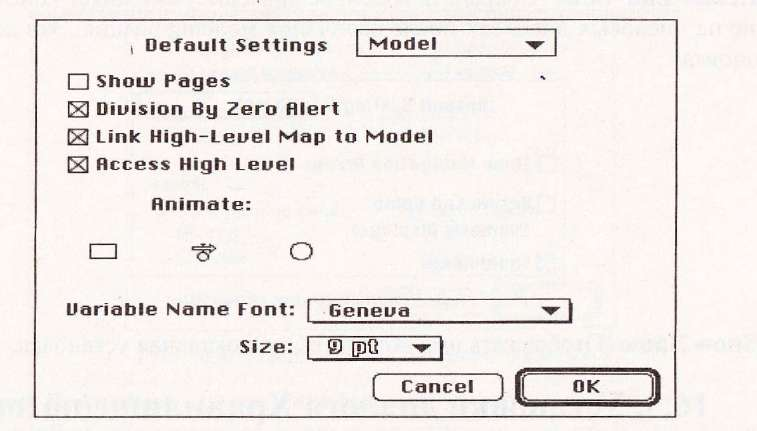 Default Settings Model
Show Pages
Division By Zero Alert
Link High-Level Map to Model
Access High Level
Animate:
Variable Name Font: Geneva
Size: 9 pt
Cancel OK